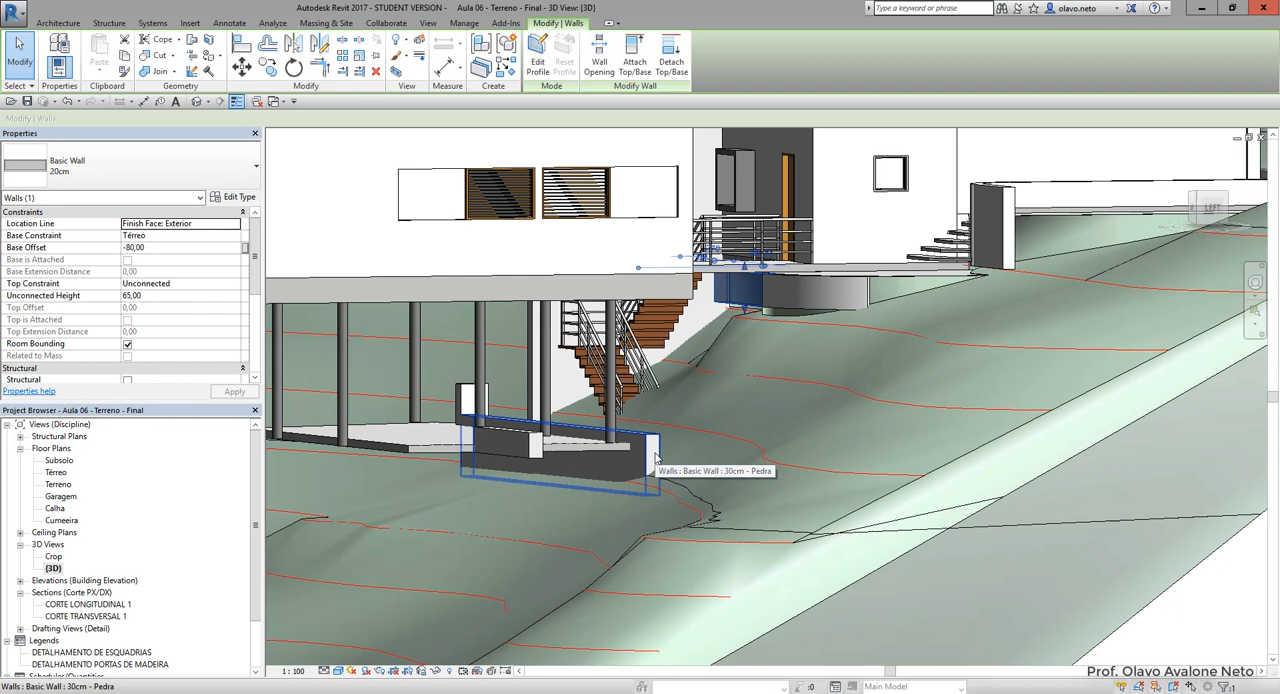 Autodesk Revit 2017 - STUDENT VERSION - Aula 06 - Terreno - Final - 3D View: {3D}
Type a keyword or phrase
olavo.neto
Architecture Structure Systems Insert Annotate Analyze Massing & Site Collaborate View Manage Add-Ins Modify | Walls
Modify
Properties
Paste
Cope
Cut
Join
Edit Profile
Reset Profile
Wall Opening
Attach Top/Base
Detach Top/Base
Select Properties Clipboard Geometry Modify View Measure Create Mode Modify Wall
Modify | Walls
Properties
Basic Wall
20cm
Walls (1) Edit Type
Constraints
Location Line Finish Face: Exterior
Base Constraint Térreo
Base Offset -80,00
Base is Attached
Base Extension Distance 0,00
Top Constraint Unconnected
Unconnected Height 65,00
Top Offset 0,00
Top is Attached
Top Extension Distance 0,00
Room Bounding
Related to Mass
Structural
Structural
Properties help Apply
Project Browser - Aula 06 - Terreno - Final
Views (Discipline)
Structural Plans
Floor Plans
Subsolo
Térreo
Terreno
Garagem
Calha
Cumeeira
Ceiling Plans
3D Views
Crop
{3D}
Elevations (Building Elevation)
Sections (Corte PX/DX)
CORTE LONGITUDINAL 1
CORTE TRANSVERSAL 1
Drafting Views (Detail)
Legends
DETALHAMENTO DE ESQUADRIAS
DETALHAMENTO PORTAS DE MADEIRA
Schedules/Quantities
LEFT
Walls : Basic Wall : 30cm - Pedra
1 : 100
Prof. Olavo Avalone Neto
Walls : Basic Wall : 30cm - Pedra
:0
Main Model
:1